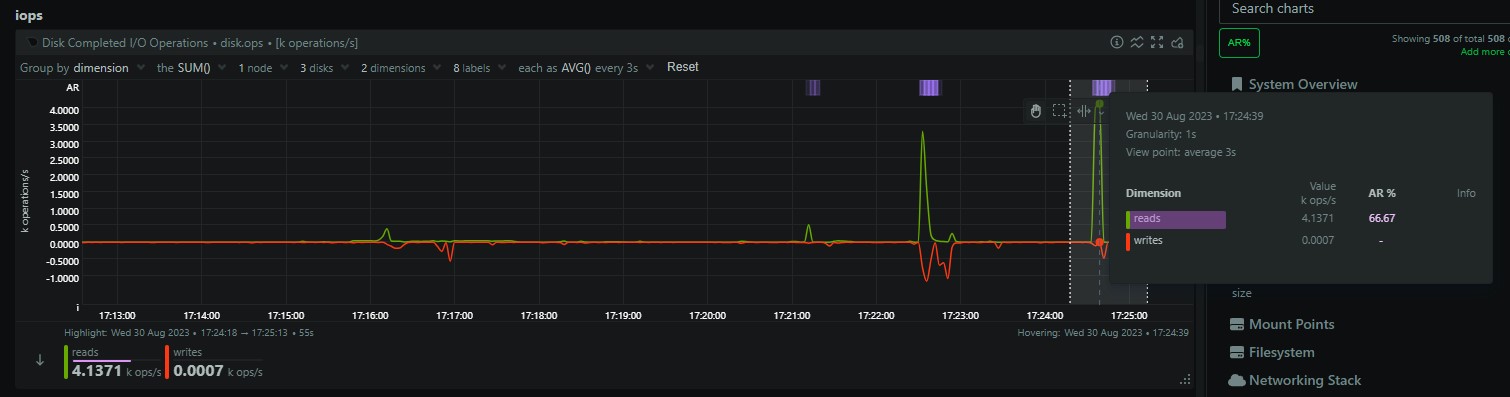 iops
Disk Completed I/O Operations • disk.ops • [k operations/s]
Group by dimension the SUM() 1 node 3 disks 2 dimensions 8 labels each as AVG() every 3s Reset
AR
4.0000
3.5000
3.0000
2.5000
2.0000
1.5000
1.0000
0.5000
0.0000
-0.5000
-1.0000
i
k operations/s
17:13:00 17:14:00 17:15:00 17:16:00 17:17:00 17:18:00 17:19:00 17:20:00 17:21:00 17:22:00 17:23:00 17:24:00 17:25:00
Highlight: Wed 30 Aug 2023 • 17:24:18 → 17:25:13 • 55s
Hovering: Wed 30 Aug 2023 • 17:24:39
reads
4.1371 k ops/s
writes
0.0007 k ops/s
Wed 30 Aug 2023 • 17:24:39
Granularity: 1s
View point: average 3s
Dimension Value k ops/s AR % Info
reads 4.1371 66.67
writes 0.0007 -
Search charts
AR%
Showing 508 of total 508
Add more
System Overview
size
Mount Points
Filesystem
Networking Stack